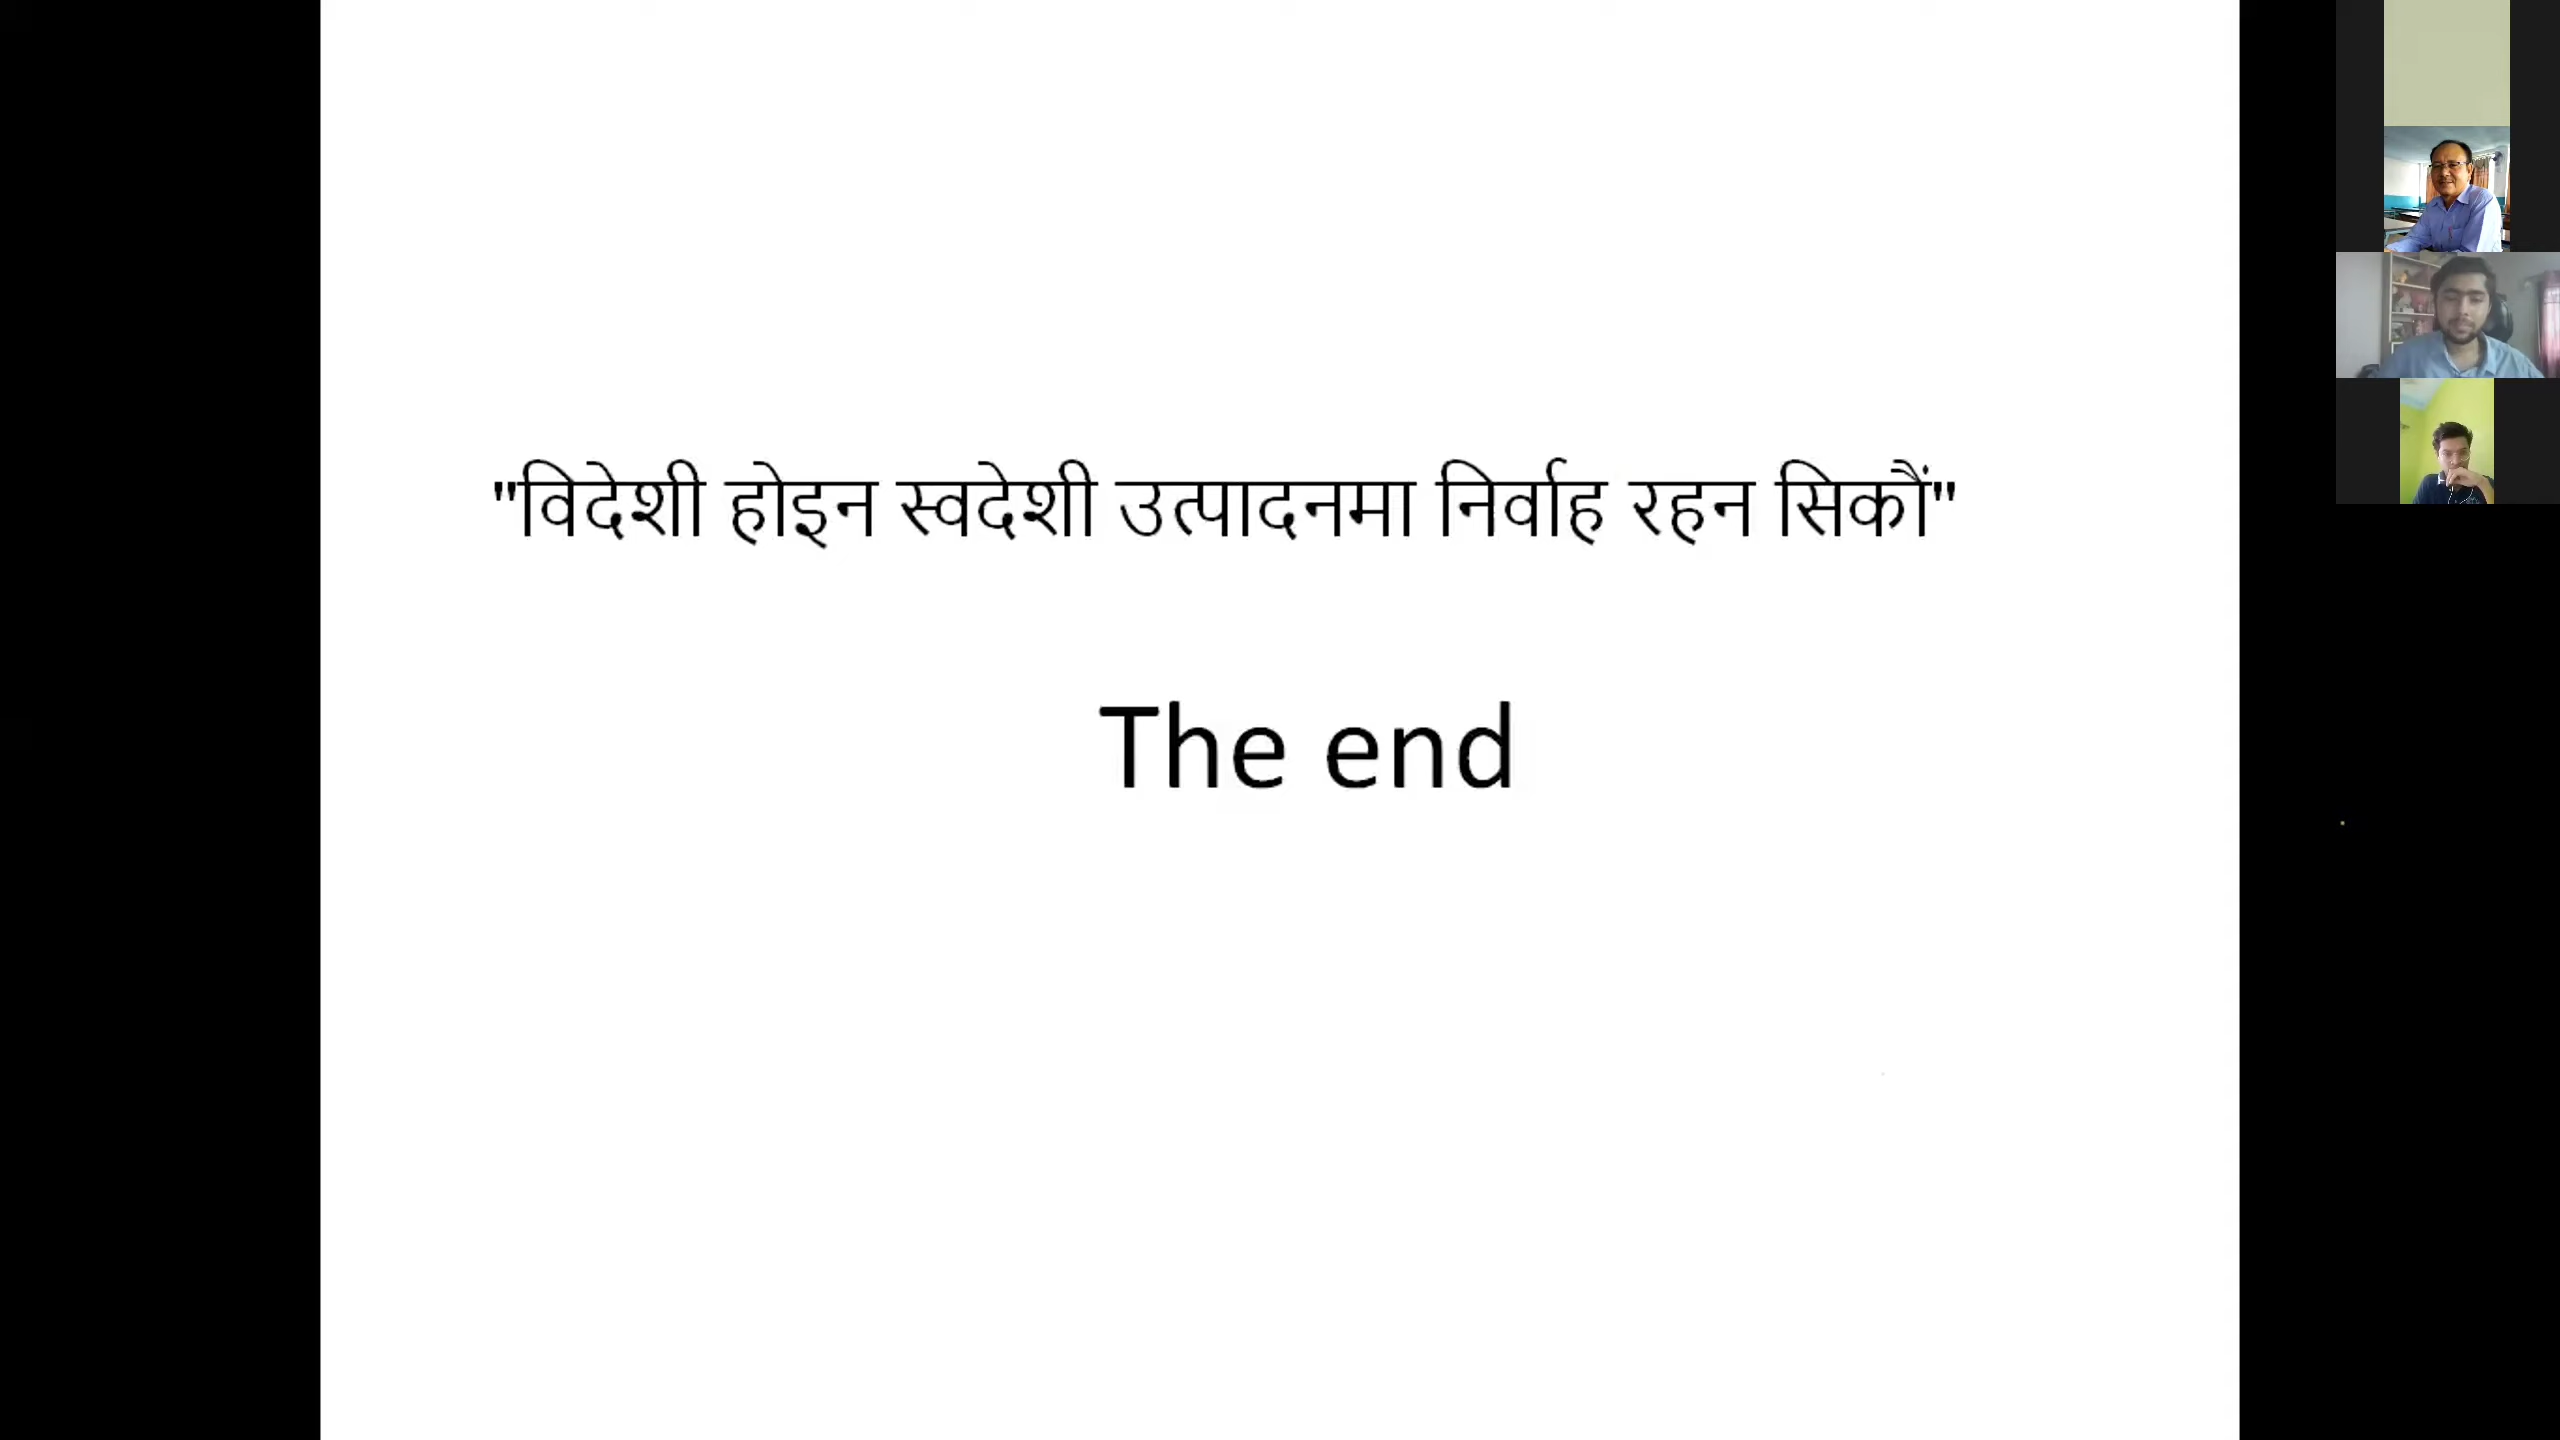 "विदेशी होइन स्वदेशी उत्पादनमा निर्वाह रहन सिकौं"
The end